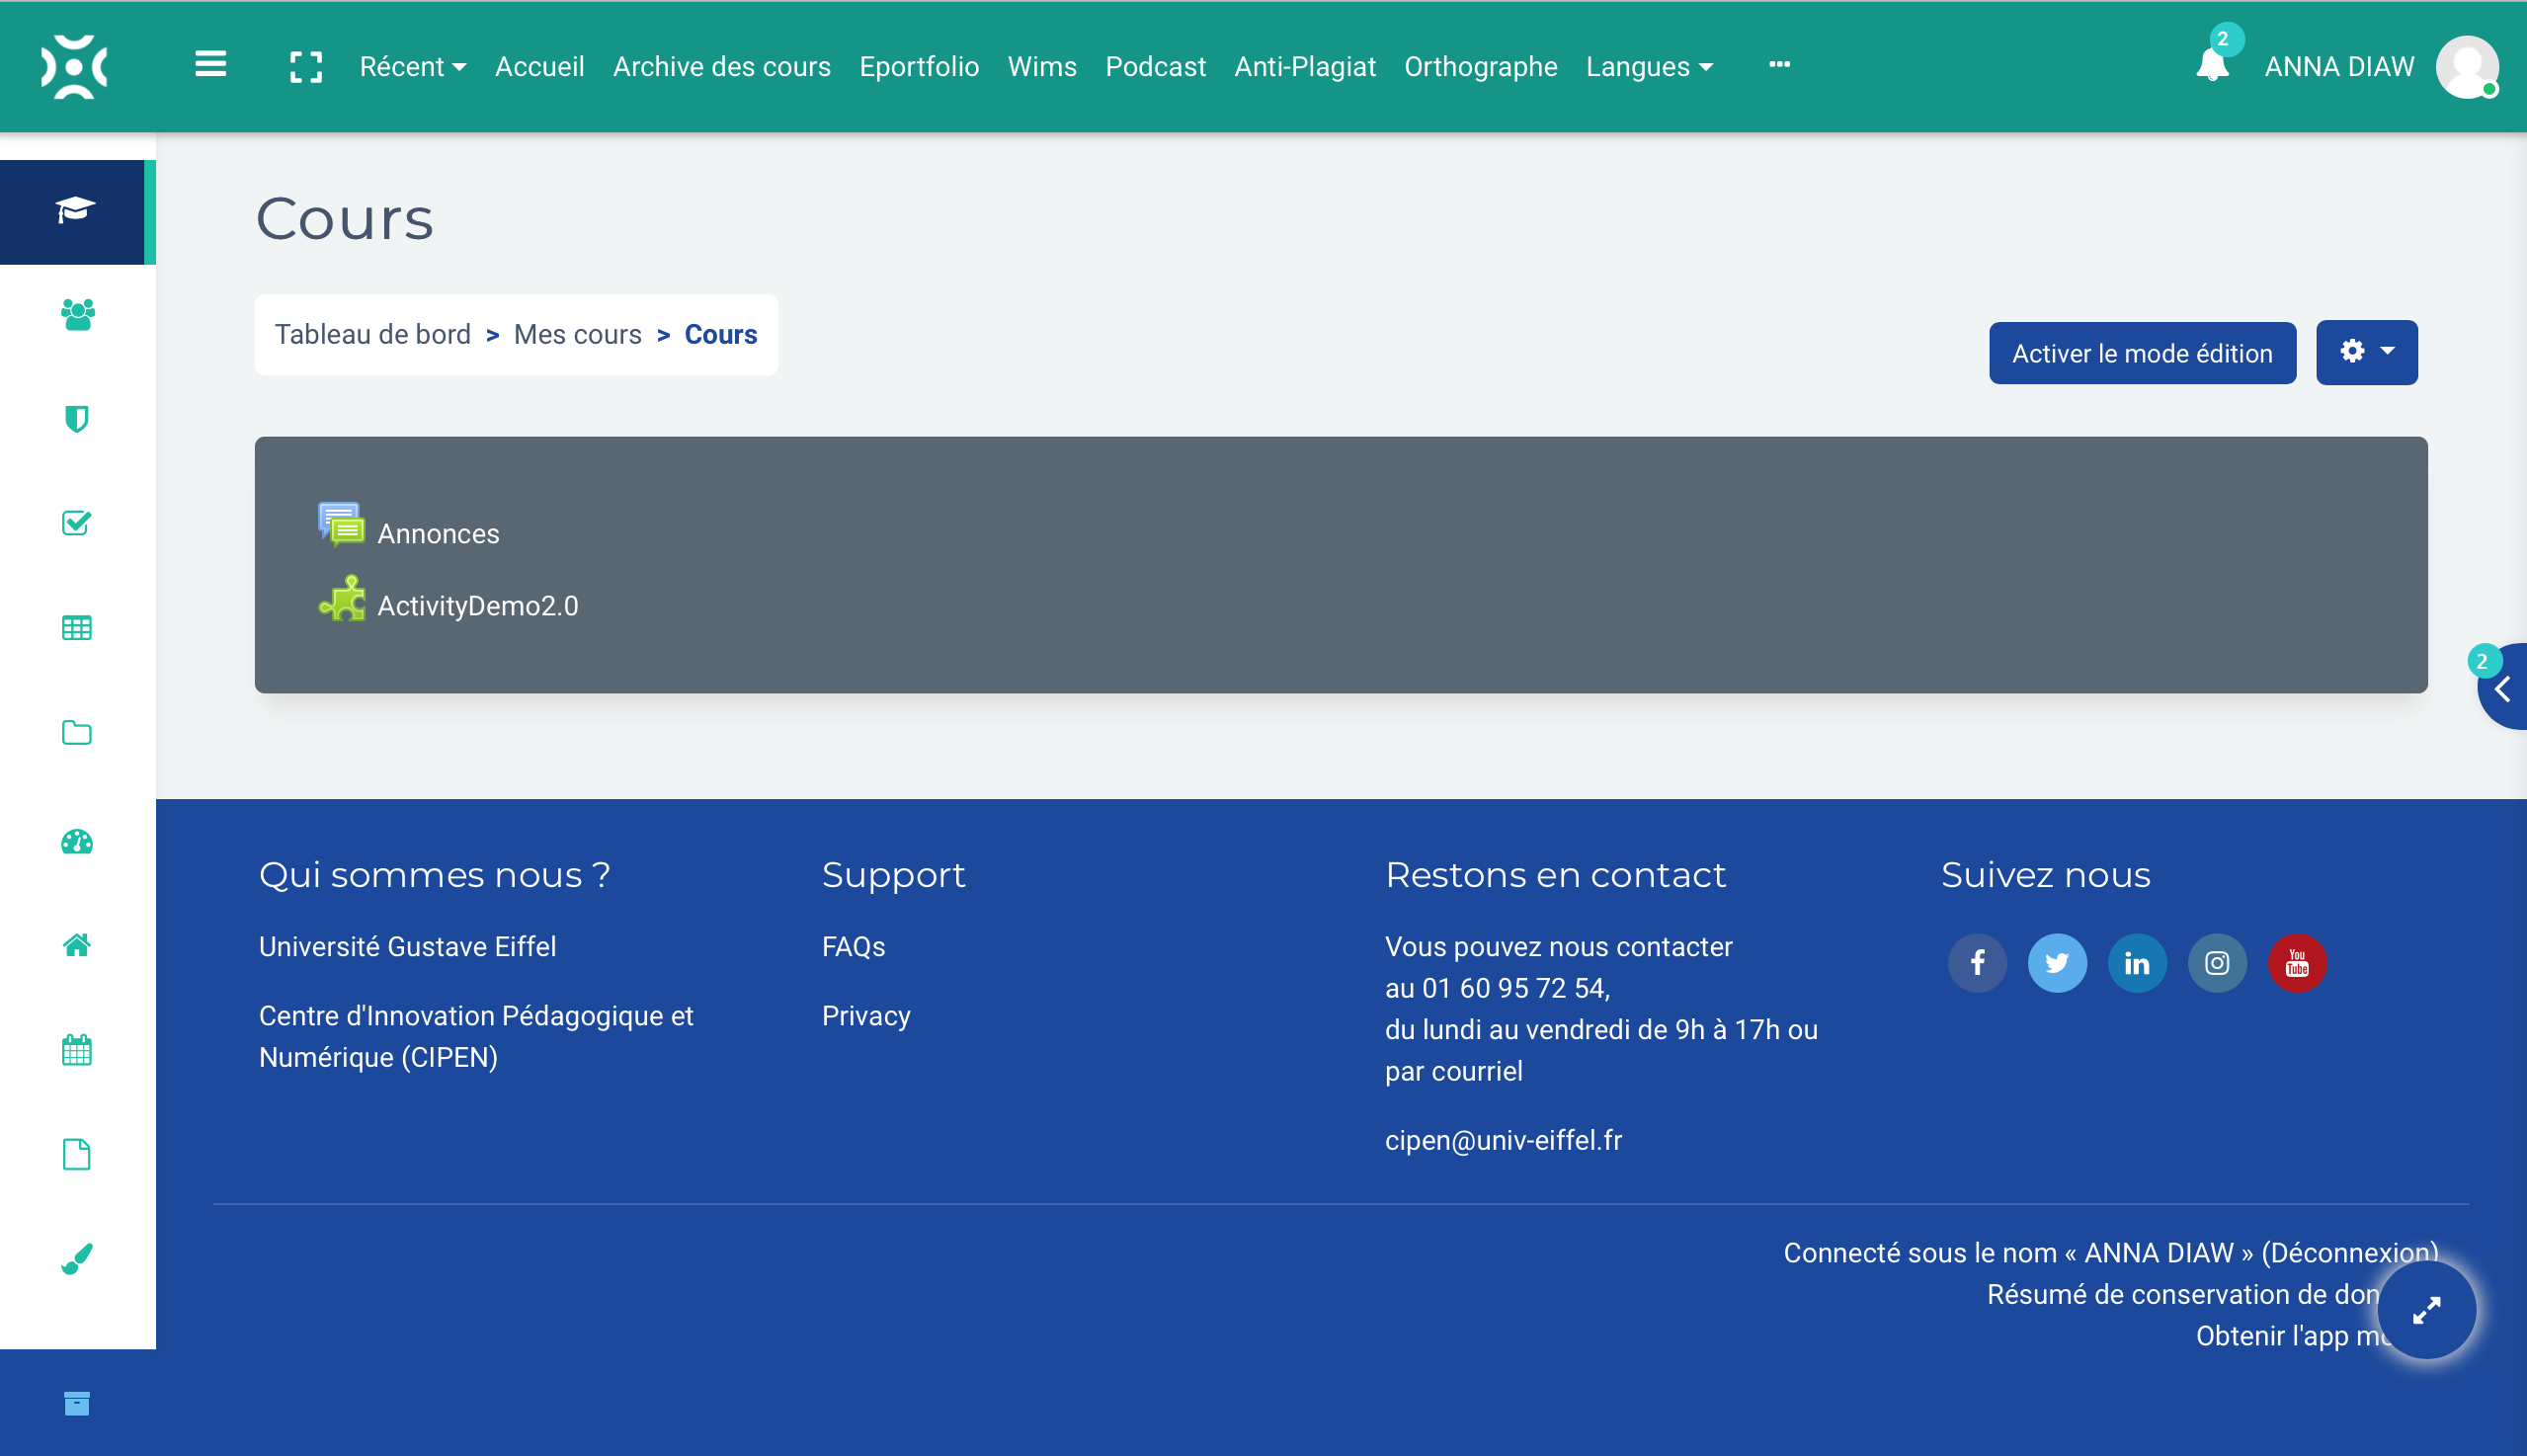 Récent Accueil Archive des cours Eportfolio Wims Podcast Anti-Plagiat Orthographe Langues 2 ANNA DIAW
Cours
Tableau de bord > Mes cours > Cours
Activer le mode édition
Annonces
ActivityDemo2.0
2
Qui sommes nous ?
Université Gustave Eiffel
Centre d'Innovation Pédagogique et
Numérique (CIPEN)
Support
FAQs
Privacy
Restons en contact
Vous pouvez nous contacter
au 01 60 95 72 54,
du lundi au vendredi de 9h à 17h ou
par courriel
cipen@univ-eiffel.fr
Suivez nous
You
Tube
Connecté sous le nom « ANNA DIAW » (Déconnexion)
Résumé de conservation de
Obtenir l'app